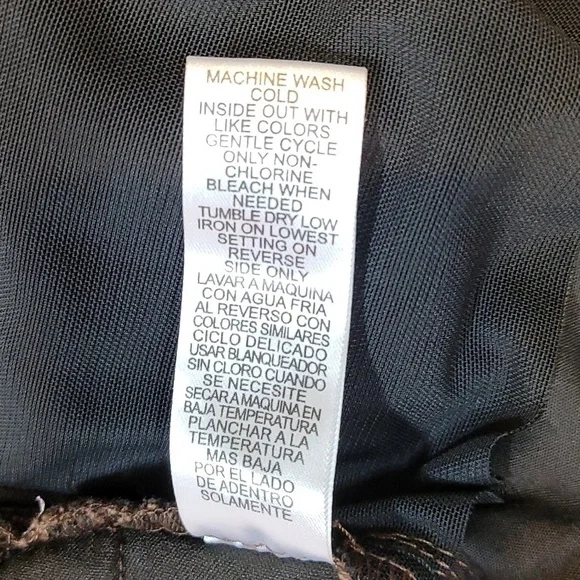 MACHINE WASH
COLD
INSIDE OUT WITH
LIKE COLORS
GENTLE CYCLE
ONLY NON-
CHLORINE
BLEACH WHEN
NEEDED
TUMBLE DRY LOW
IRON ON LOWEST
SETTING ON
REVERSE
SIDE ONLY
LAVAR A MAQUINA
CON AGUA FRIA
AL REVERSO CON
COLORES SIMILARES
CICLO DELICADO
USAR BLANQUEADOR
SIN CLORO CUANDO
SE NECESITE
SECAR A MAQUINA EN
BAJA TEMPERATURA
PLANCHAR A LA
TEMPERATURA
MAS BAJA
POR EL LADO
DE ADENTRO
SOLAMENTE